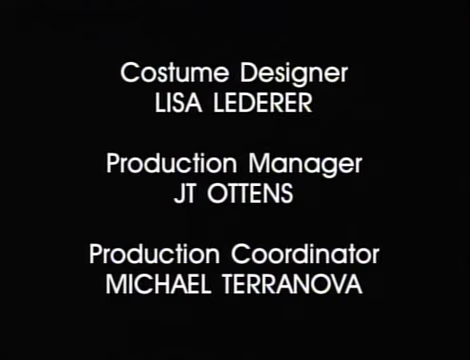 Costume Designer
LISA LEDERER
Production Manager
JT OTTENS
Production Coordinator
MICHAEL TERRANOVA